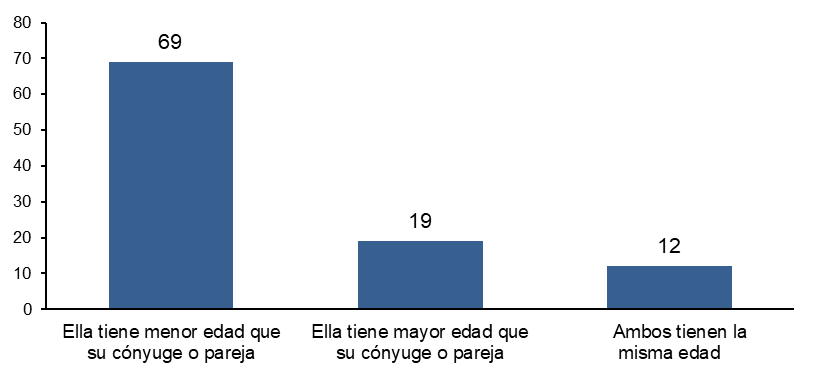 80
70
60
50
40
30
20
10
0
69
19
12
Ella tiene menor edad que
su cónyuge o pareja
Ella tiene mayor edad que
su cónyuge o pareja
Ambos tienen la
misma edad